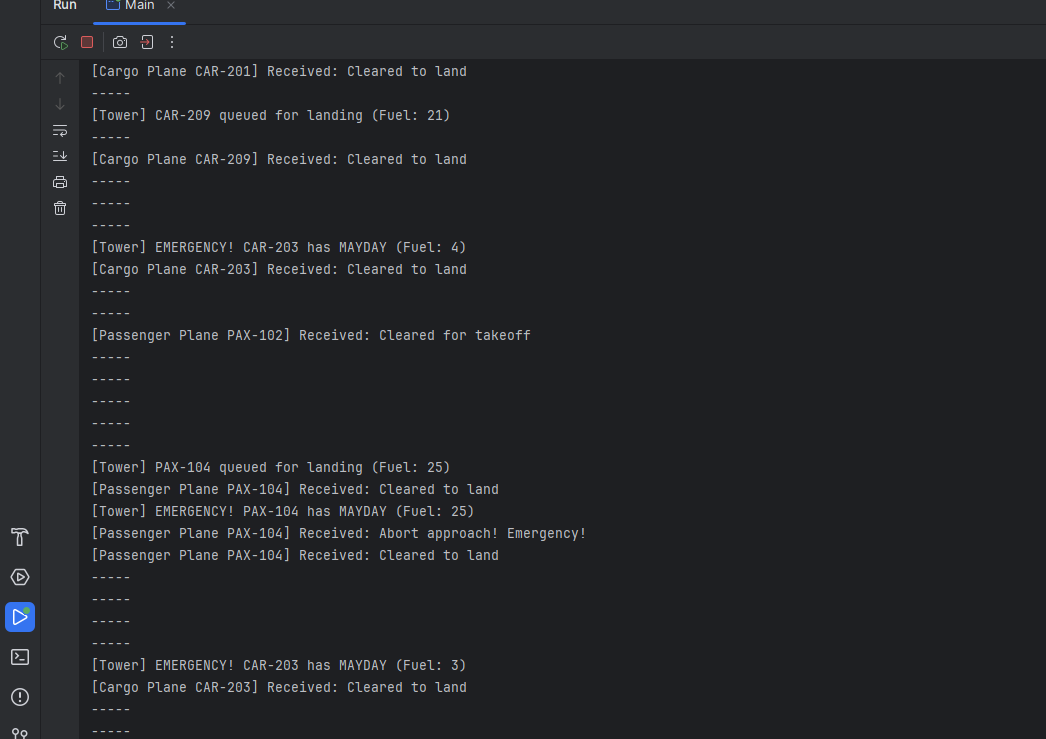 Run
Main
[Cargo Plane CAR-201] Received: Cleared to land
-----
[Tower] CAR-209 queued for landing (Fuel: 21)
-----
[Cargo Plane CAR-209] Received: Cleared to land
-----
-----
-----
[Tower] EMERGENCY! CAR-203 has MAYDAY (Fuel: 4)
[Cargo Plane CAR-203] Received: Cleared to land
-----
-----
[Passenger Plane PAX-102] Received: Cleared for takeoff
-----
-----
-----
-----
-----
[Tower] PAX-104 queued for landing (Fuel: 25)
[Passenger Plane PAX-104] Received: Cleared to land
[Tower] EMERGENCY! PAX-104 has MAYDAY (Fuel: 25)
[Passenger Plane PAX-104] Received: Abort approach! Emergency!
[Passenger Plane PAX-104] Received: Cleared to land
-----
-----
-----
-----
[Tower] EMERGENCY! CAR-203 has MAYDAY (Fuel: 3)
[Cargo Plane CAR-203] Received: Cleared to land
-----
-----